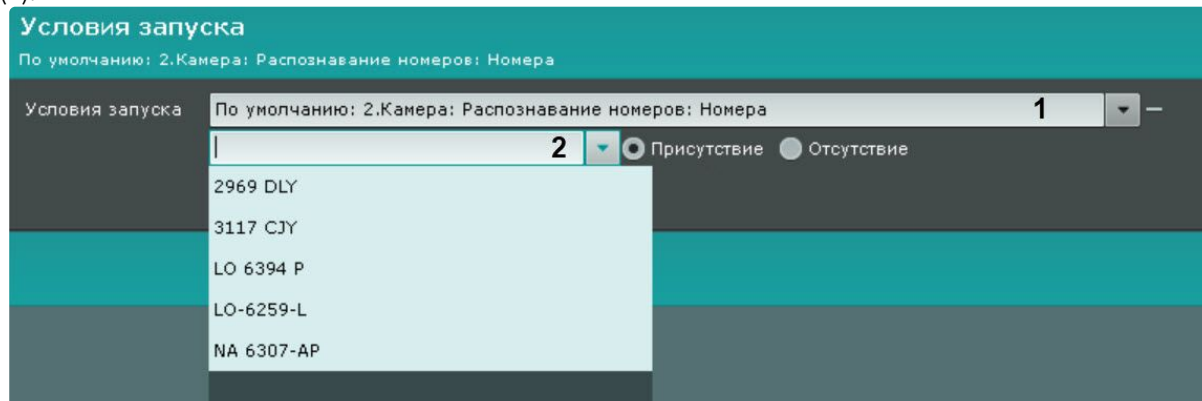 Условия запуска
По умолчанию: 2.Камера: Распознавание номеров: Номера
Условия запуска По умолчанию: 2.Камера: Распознавание номеров: Номера 1
2 Присутствие Отсутствие
2969 DLY
3117 CJY
LO 6394 P
LO-6259-L
NA 6307-AP